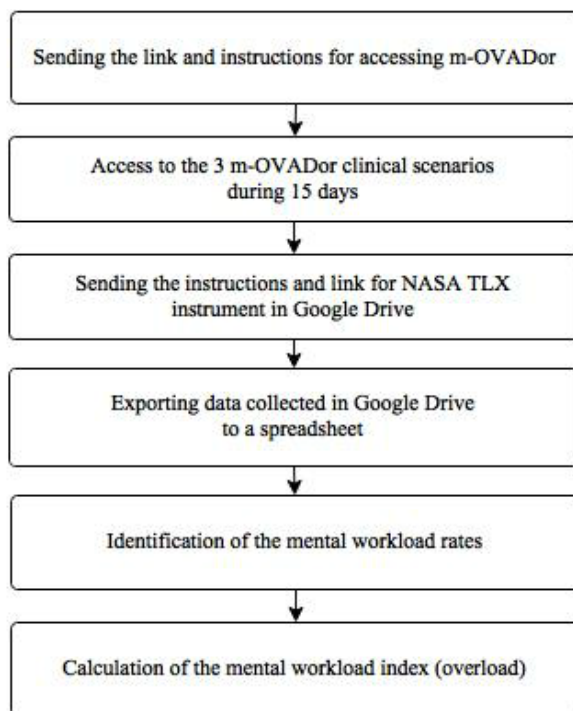 Sending the link and instructions for accessing m-OVADor
Access to the 3 m-OVADor clinical scenarios
during 15 days
Sending the instructions and link for NASA TLX
instrument in Google Drive
Exporting data collected in Google Drive
to a spreadsheet
Identification of the mental workload rates
Calculation of the mental workload index (overload)